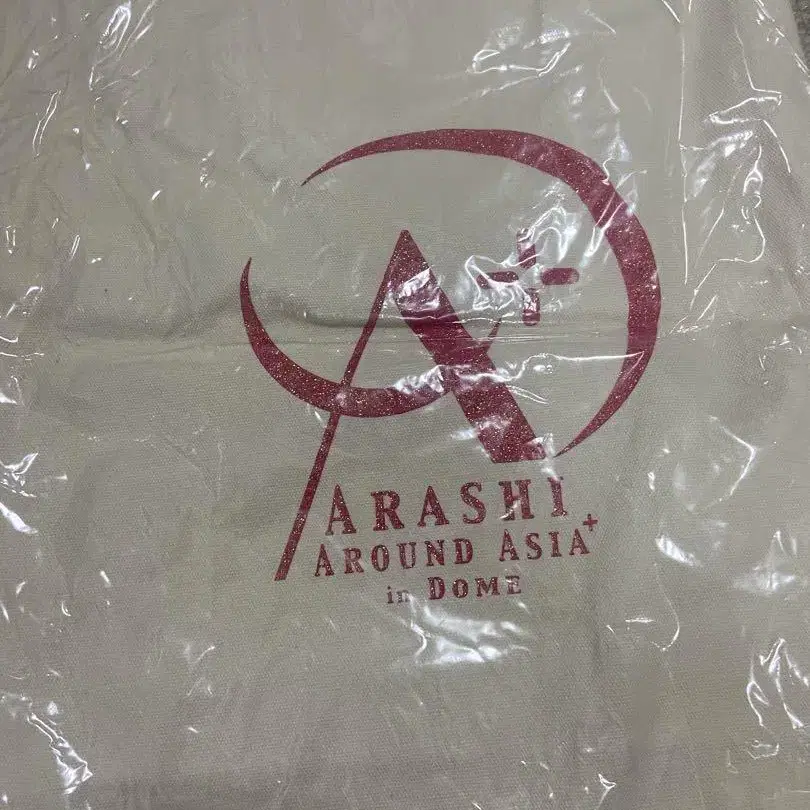 A+
ARASHI
AROUND ASIA+
in DOME